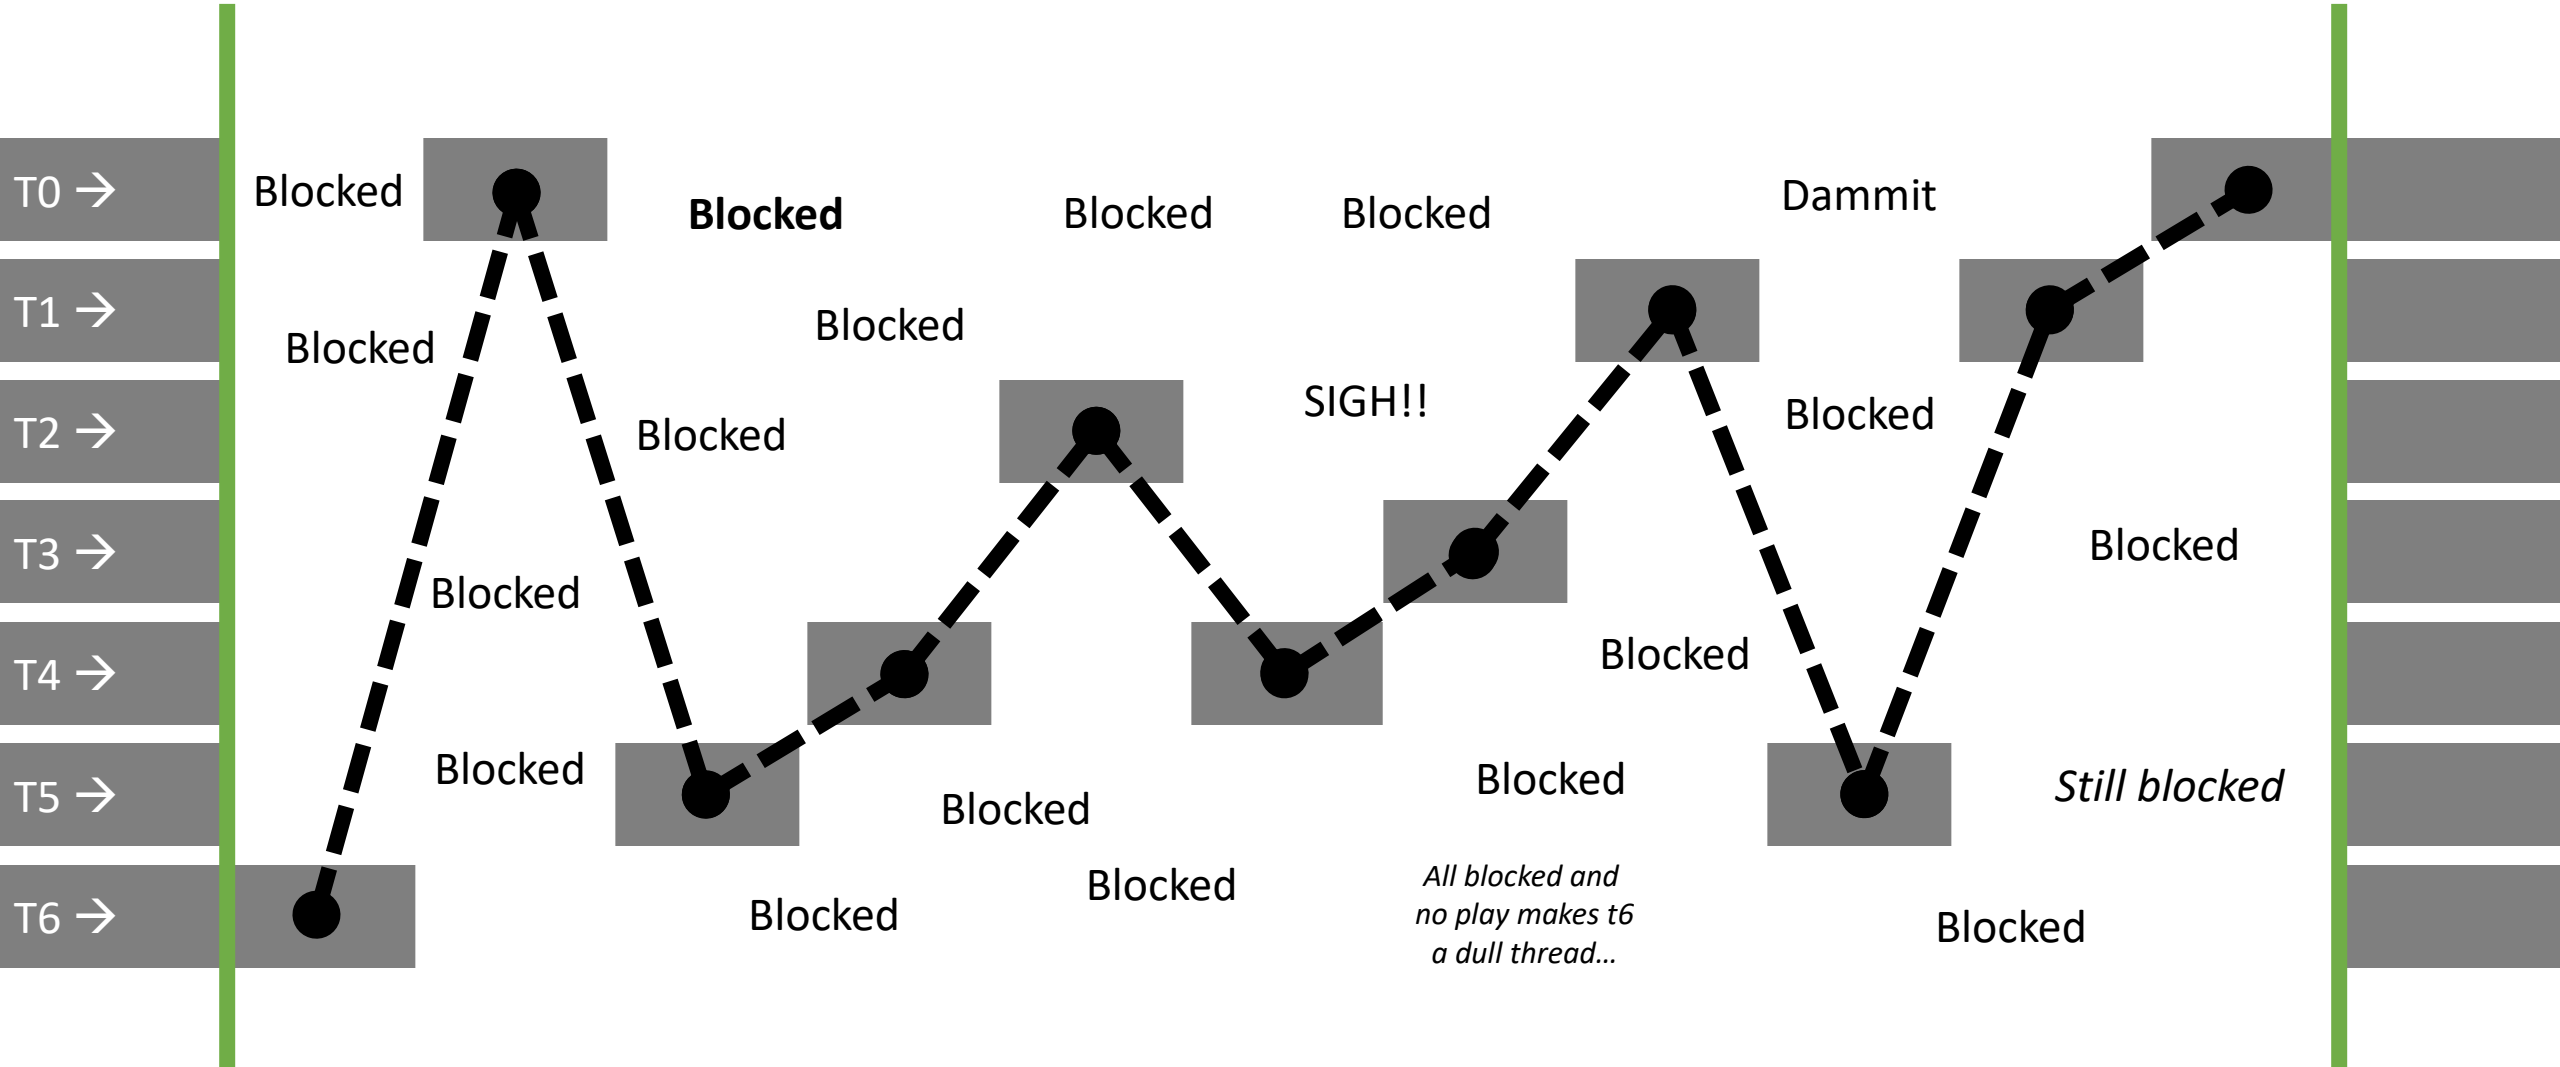 T0 → Blocked Blocked Blocked Blocked Dammit
T1 → Blocked Blocked
T2 → Blocked SIGH!! Blocked
T3 → Blocked Blocked
T4 → Blocked
T5 → Blocked Blocked Blocked Still blocked
T6 → Blocked Blocked Blocked
All blocked and
no play makes t6
a dull thread...